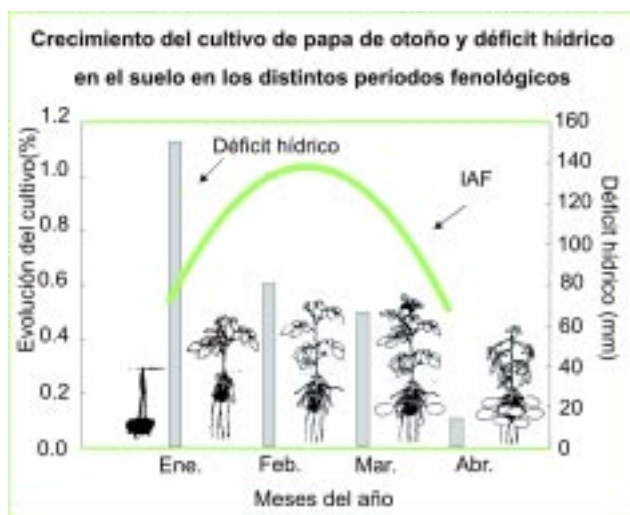 Crecimiento del cultivo de papa de otoño y déficit hídrico
en el suelo en los distintos periodos fenológicos
Evolución del cultivo(%)
1.2
1.0
0.8
0.6
0.4
0.2
0.0
Déficit hídrico
IAF
160
140
120
100
80
60
40
20
0
Déficit hídrico (mm)
Ene. Feb. Mar. Abr.
Meses del año